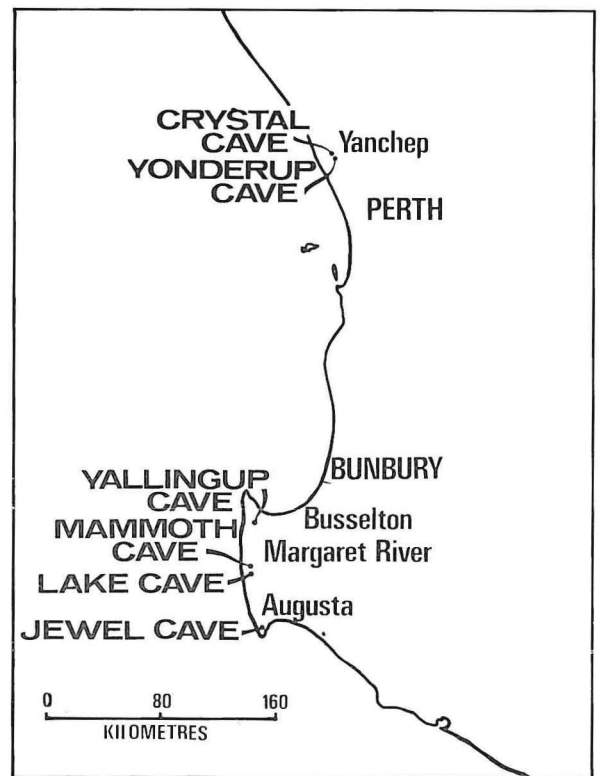 CRYSTAL
CAVE
Yanchep
YONDERUP
CAVE
PERTH
YALLINGUP
CAVE
BUNBURY
Busselton
MAMMOTH
CAVE
Margaret River
LAKE CAVE
Augusta
JEWEL CAVE
0 80 160
KILOMETRES